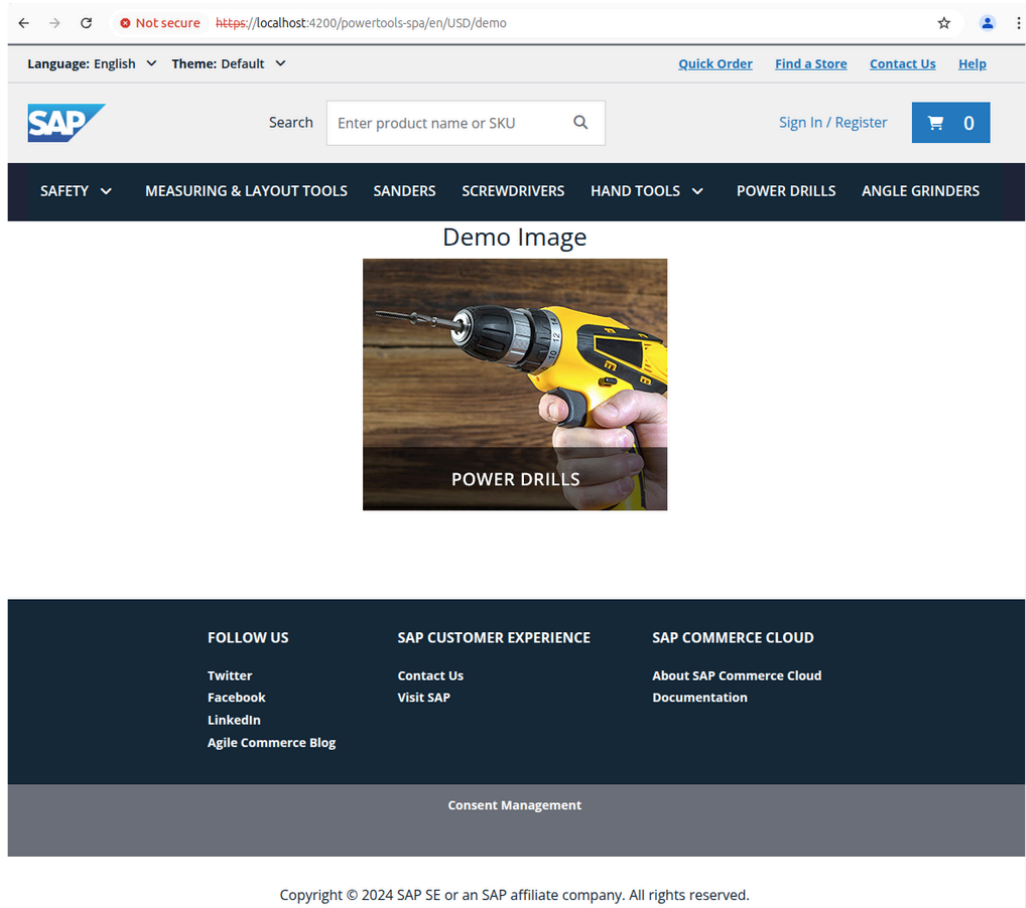 Not secure https://localhost:4200/powertools-spa/en/USD/demo
Language: English Theme: Default Quick Order Find a Store Contact Us Help
SAP Search Enter product name or SKU Sign In / Register 0
SAFETY MEASURING & LAYOUT TOOLS SANDERS SCREWDRIVERS HAND TOOLS POWER DRILLS ANGLE GRINDERS
Demo Image
14
12
10
POWER DRILLS
FOLLOW US SAP CUSTOMER EXPERIENCE SAP COMMERCE CLOUD
Twitter Contact Us About SAP Commerce Cloud
Facebook Visit SAP Documentation
LinkedIn
Agile Commerce Blog
Consent Management
Copyright © 2024 SAP SE or an SAP affiliate company. All rights reserved.